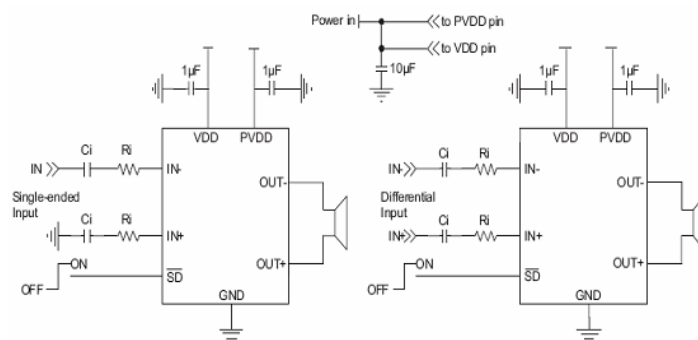 Power in
to PVDD pin
to VDD pin
10μF
1μF
1μF
VDD
PVDD
IN
Ci
Ri
IN-
Single-ended
Input
Ci
Ri
IN+
OUT-
OUT+
ON
OFF
SD
GND
1μF
1μF
VDD
PVDD
IN-
Ci
Ri
IN-
Differential
Input
IN+
Ci
Ri
IN+
OUT-
OUT+
ON
OFF
SD
GND